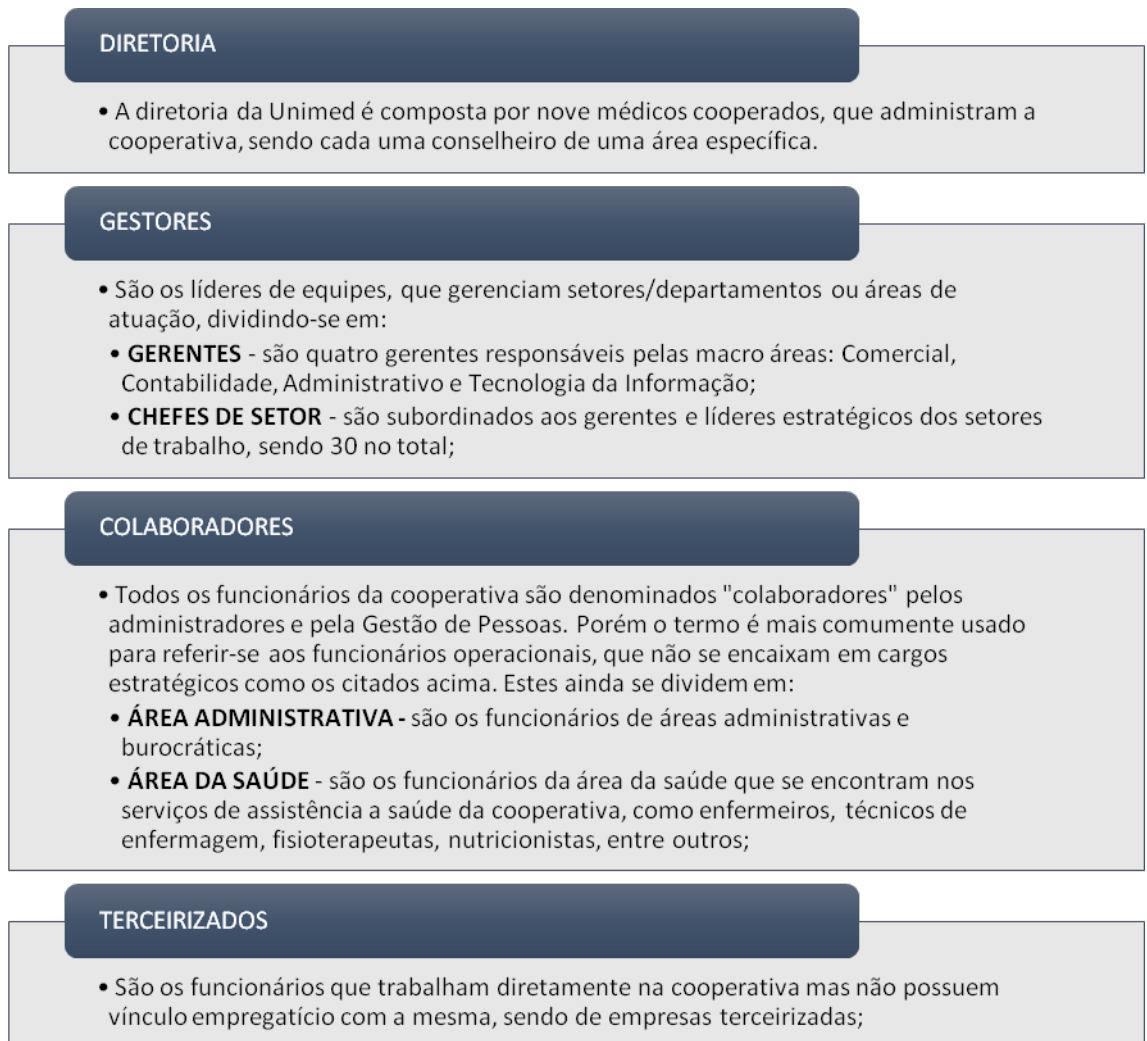 DIRETORIA
• A diretoria da Unimed é composta por nove médicos cooperados, que administram a
cooperativa, sendo cada uma conselheiro de uma área específica.
GESTORES
• São os líderes de equipes, que gerenciam setores/departamentos ou áreas de
atuação, dividindo-se em:
• GERENTES - são quatro gerentes responsáveis pelas macro áreas: Comercial,
Contabilidade, Administrativo e Tecnologia da Informação;
• CHEFES DE SETOR - são subordinados aos gerentes e líderes estratégicos dos setores
de trabalho, sendo 30 no total;
COLABORADORES
• Todos os funcionários da cooperativa são denominados "colaboradores" pelos
administradores e pela Gestão de Pessoas. Porém o termo é mais comumente usado
para referir-se aos funcionários operacionais, que não se encaixam em cargos
estratégicos como os citados acima. Estes ainda se dividem em:
• ÁREA ADMINISTRATIVA - são os funcionários de áreas administrativas e
burocráticas;
• ÁREA DA SAÚDE - são os funcionários da área da saúde que se encontram nos
serviços de assistência a saúde da cooperativa, como enfermeiros, técnicos de
enfermagem, fisioterapeutas, nutricionistas, entre outros;
TERCEIRIZADOS
• São os funcionários que trabalham diretamente na cooperativa mas não possuem
vínculo empregatício com a mesma, sendo de empresas terceirizadas;